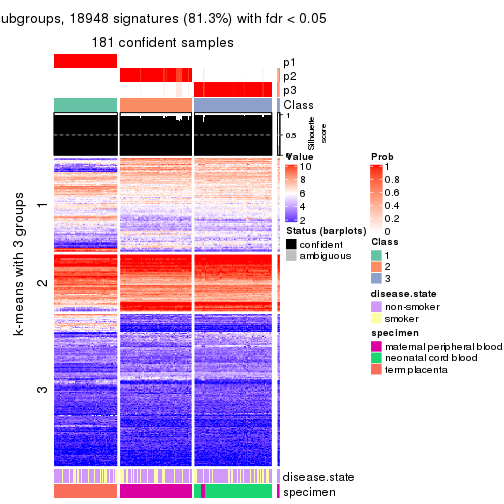 ubgroups, 18948 signatures (81.3%) with fdr < 0.05
181 confident samples
p1
p2
p3
Class
1
0.5
0
Silhouette
score
k-means with 3 groups
1
2
3
Value
10
8
6
4
2
Status (barplots)
confident
ambiguous
Prob
1
0.8
0.6
0.4
0.2
0
Class
1
2
3
disease.state
non-smoker
smoker
specimen
maternal peripheral blood
neonatal cord blood
term placenta
disease.state
specimen